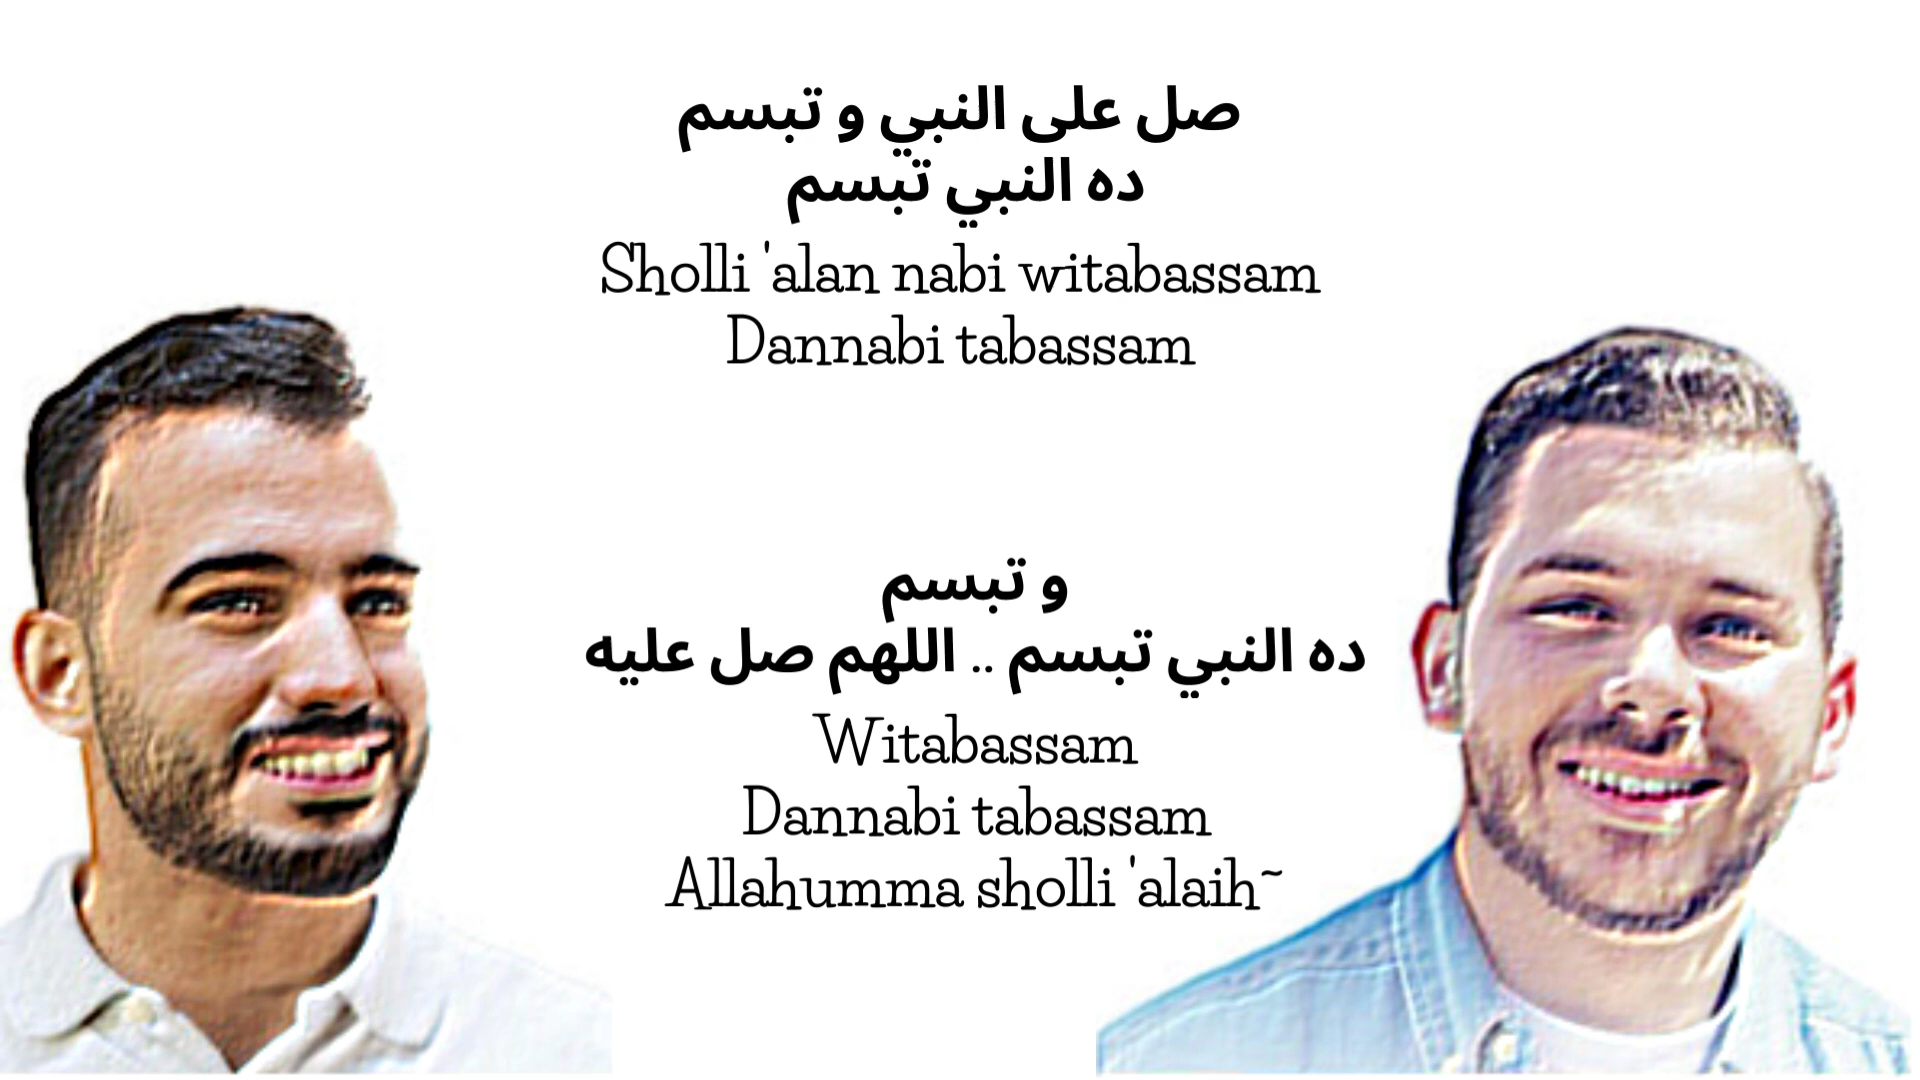 صل على النبي و تبسم
ده النبي تبسم
Sholli 'alan nabi witabassam
Dannabi tabassam
و تبسم
ده النبي تبسم .. اللهم صل عليه
Witabassam
Dannabi tabassam
Allahumma sholli 'alaih~